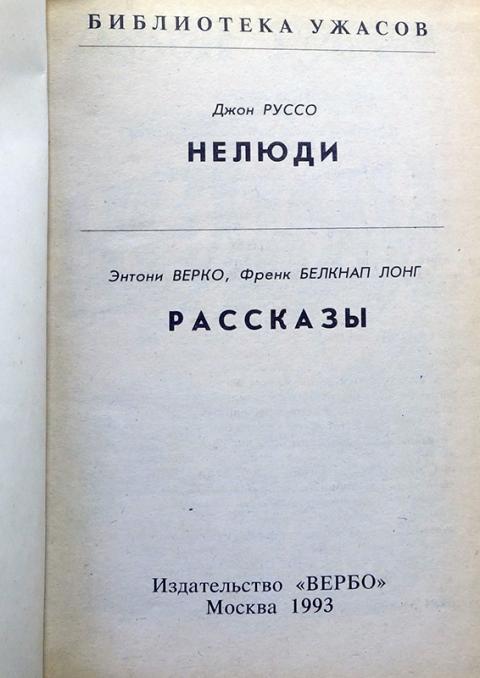 БИБЛИОТЕКА УЖАСОВ
Джон РУССО
НЕЛЮДИ
Энтони ВЕРКО, Френк БЕЛКНАП ЛОНГ
РАССКАЗЫ
Издательство «ВЕРБО»
Москва 1993